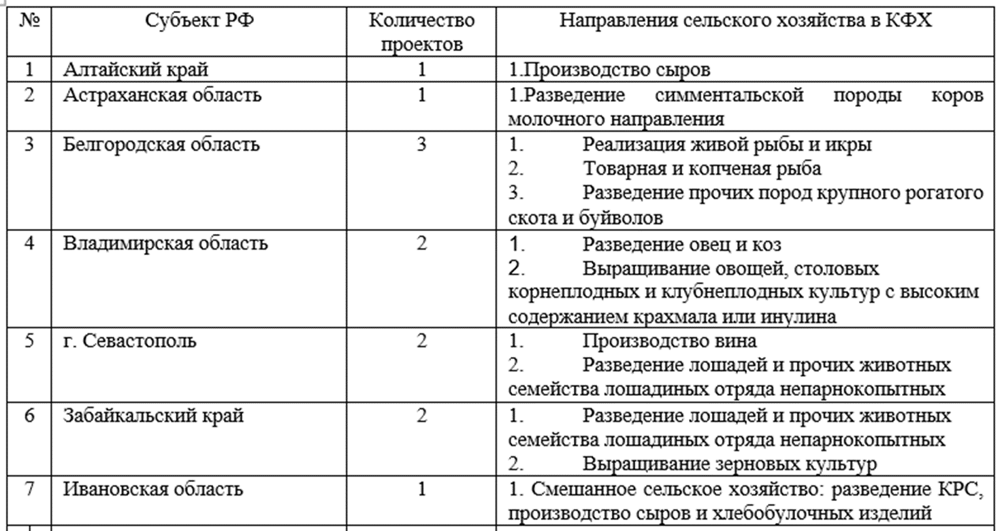 № Субъект РФ Количество Направления сельского хозяйства в КФХ
проектов
1 Алтайский край 1 1.Производство сыров
2 Астраханская область 1 1.Разведение симментальской породы коров
молочного направления
3 Белгородская область 3 1. Реализация живой рыбы и икры
2. Товарная и копченая рыба
3. Разведение прочих пород крупного рогатого
скота и буйволов
4 Владимирская область 2 1. Разведение овец и коз
2. Выращивание овощей, столовых
корнеплодных и клубнеплодных культур с высоким
содержанием крахмала или инулина
5 г. Севастополь 2 1. Производство вина
2. Разведение лошадей и прочих животных
семейства лошадиных отряда непарнокопытных
6 Забайкальский край 2 1. Разведение лошадей и прочих животных
семейства лошадиных отряда непарнокопытных
2. Выращивание зерновых культур
7 Ивановская область 1 1. Смешанное сельское хозяйство: разведение КРС,
производство сыров и хлебобулочных изделий